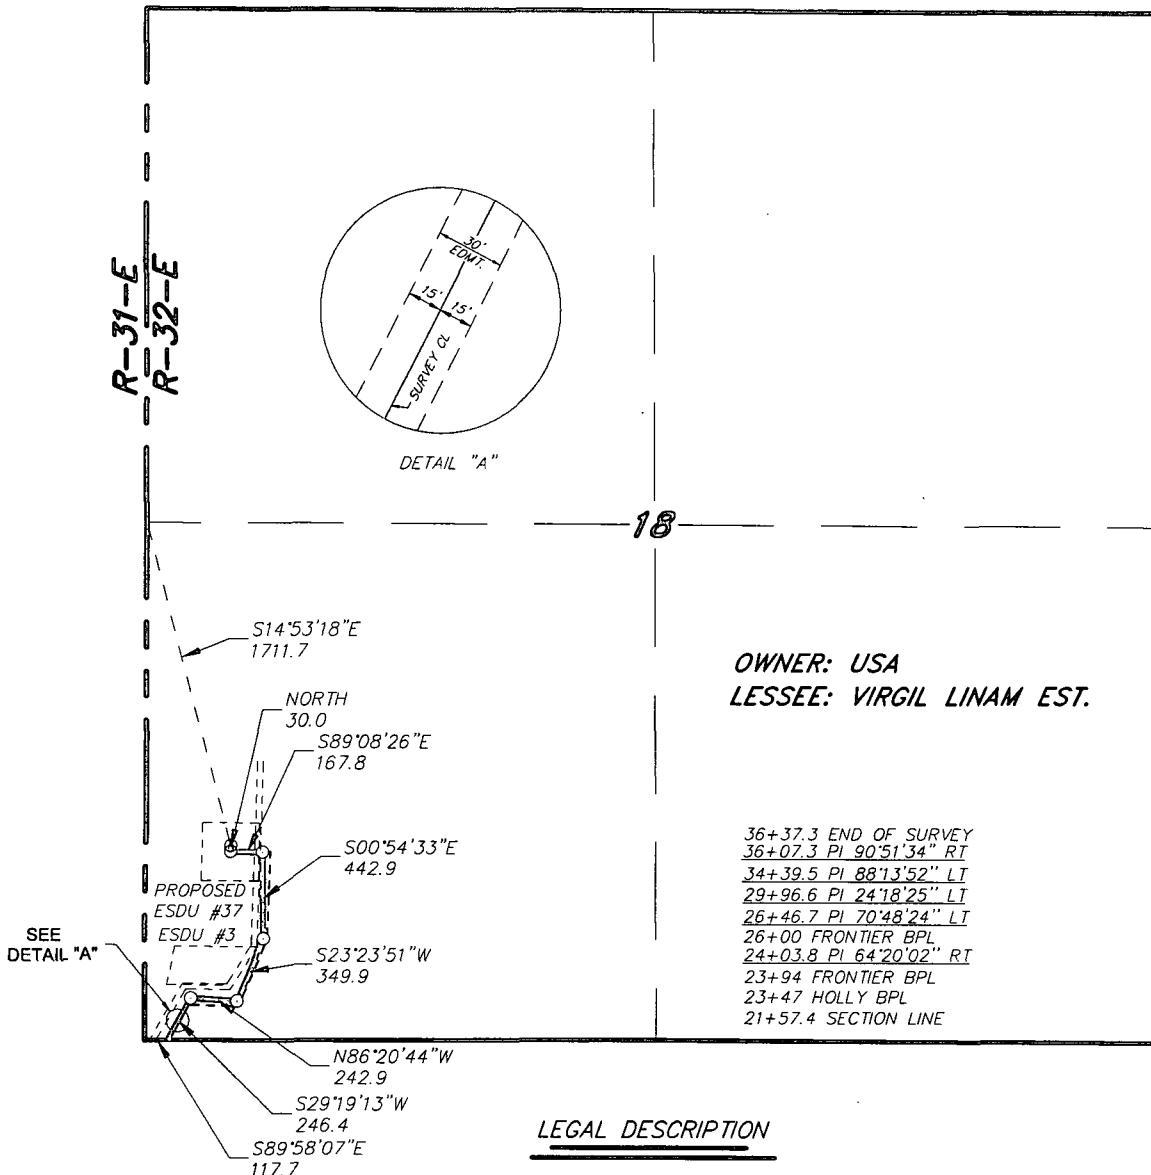 R-31-E
R-32-E
30'
EDMT.
15'
15'
SURVEY CL
DETAIL "A"
18
S14°53'18"E
1711.7
NORTH
30.0
S89°08'26"E
167.8
S00°54'33"E
442.9
PROPOSED
ESDU #37
ESDU #3
SEE
DETAIL "A"
S23°23'51"W
349.9
N86°20'44"W
242.9
S29°19'13"W
246.4
S89°58'07"E
117.7
OWNER: USA
LESSEE: VIRGIL LINAM EST.
36+37.3 END OF SURVEY
36+07.3 PI 90°51'34" RT
34+39.5 PI 88°13'52" LT
29+96.6 PI 24°18'25" LT
26+46.7 PI 70°48'24" LT
26+00 FRONTIER BPL
24+03.8 PI 64°20'02" RT
23+94 FRONTIER BPL
23+47 HOLLY BPL
21+57.4 SECTION LINE
LEGAL DESCRIPTION